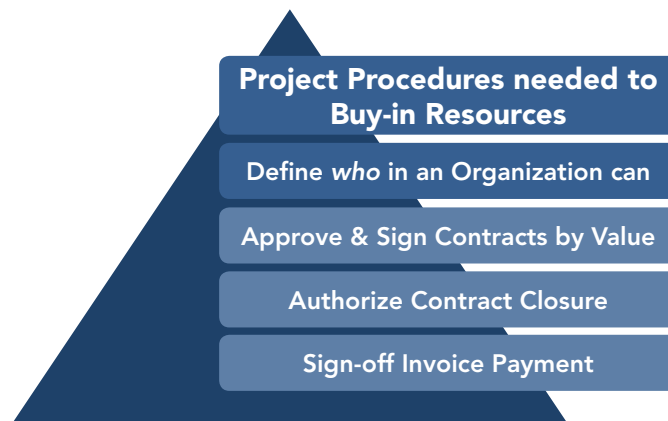 Project Procedures needed to
Buy-in Resources
Define who in an Organization can
Approve & Sign Contracts by Value
Authorize Contract Closure
Sign-off Invoice Payment